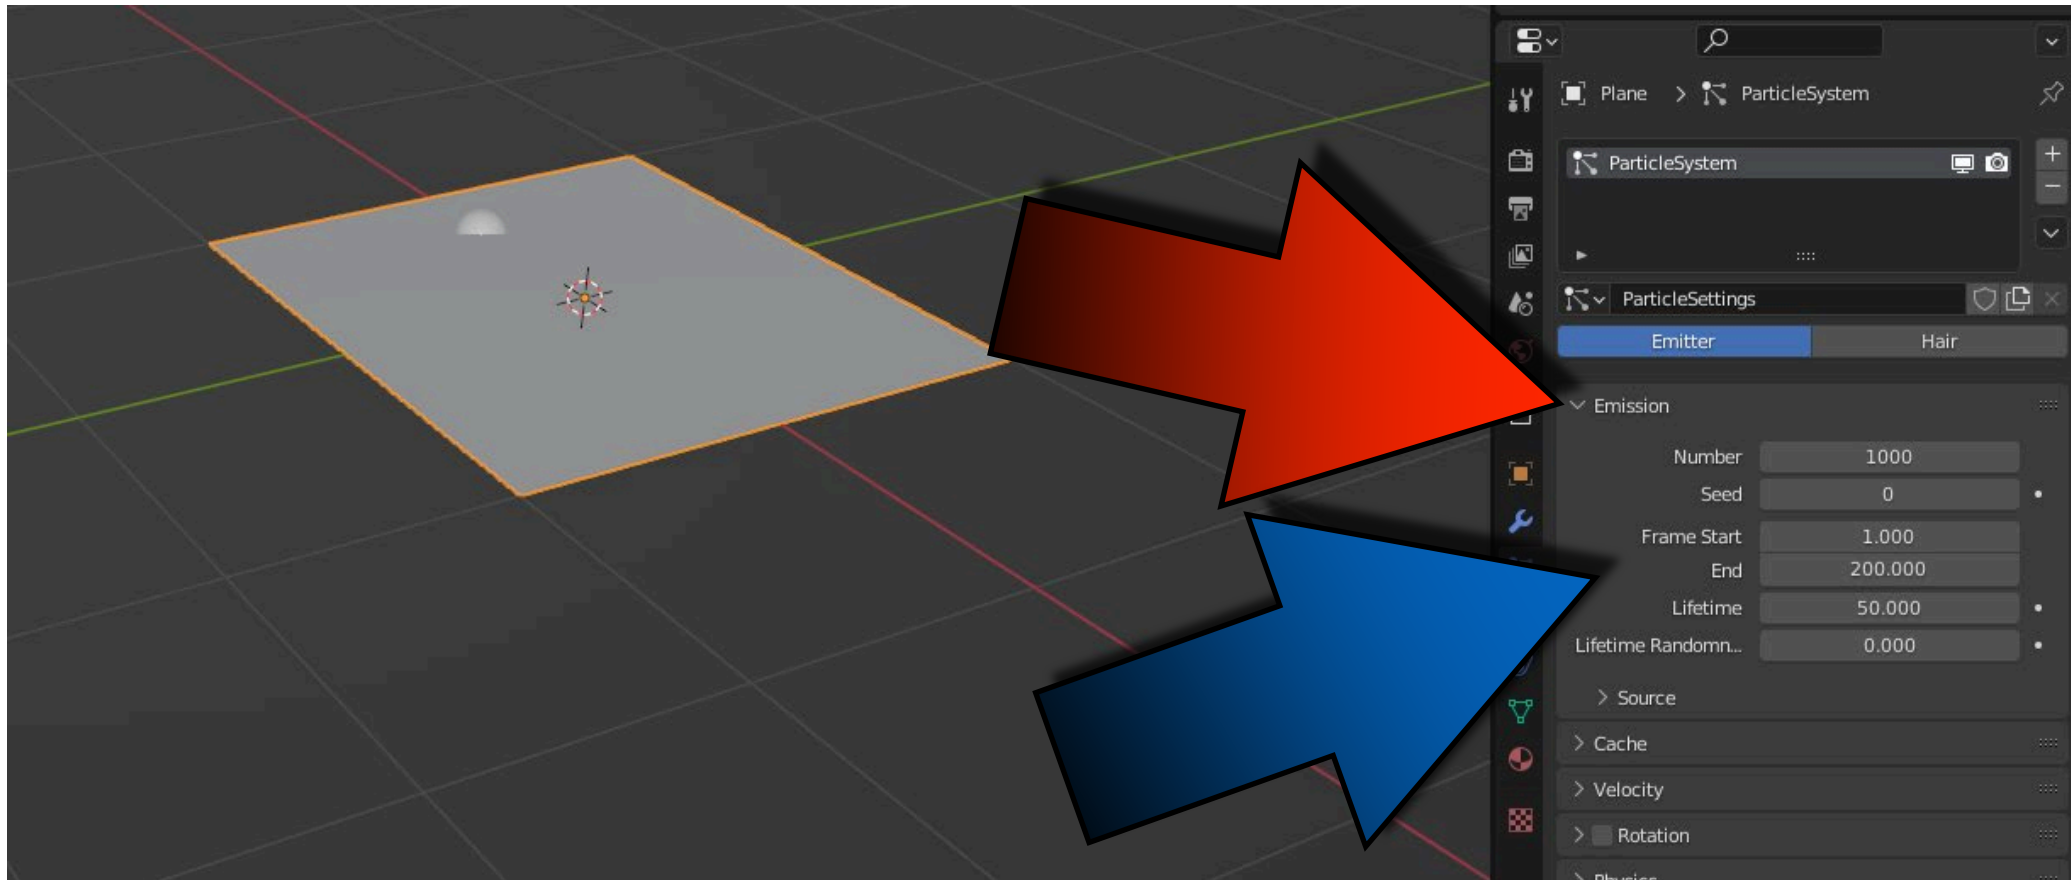 Plane > ParticleSystem
ParticleSystem
ParticleSettings
Emitter Hair
Emission
Number 1000
Seed 0
Frame Start 1.000
End 200.000
Lifetime 50.000
Lifetime Randomn... 0.000
Source
Cache
Velocity
Rotation
Physics